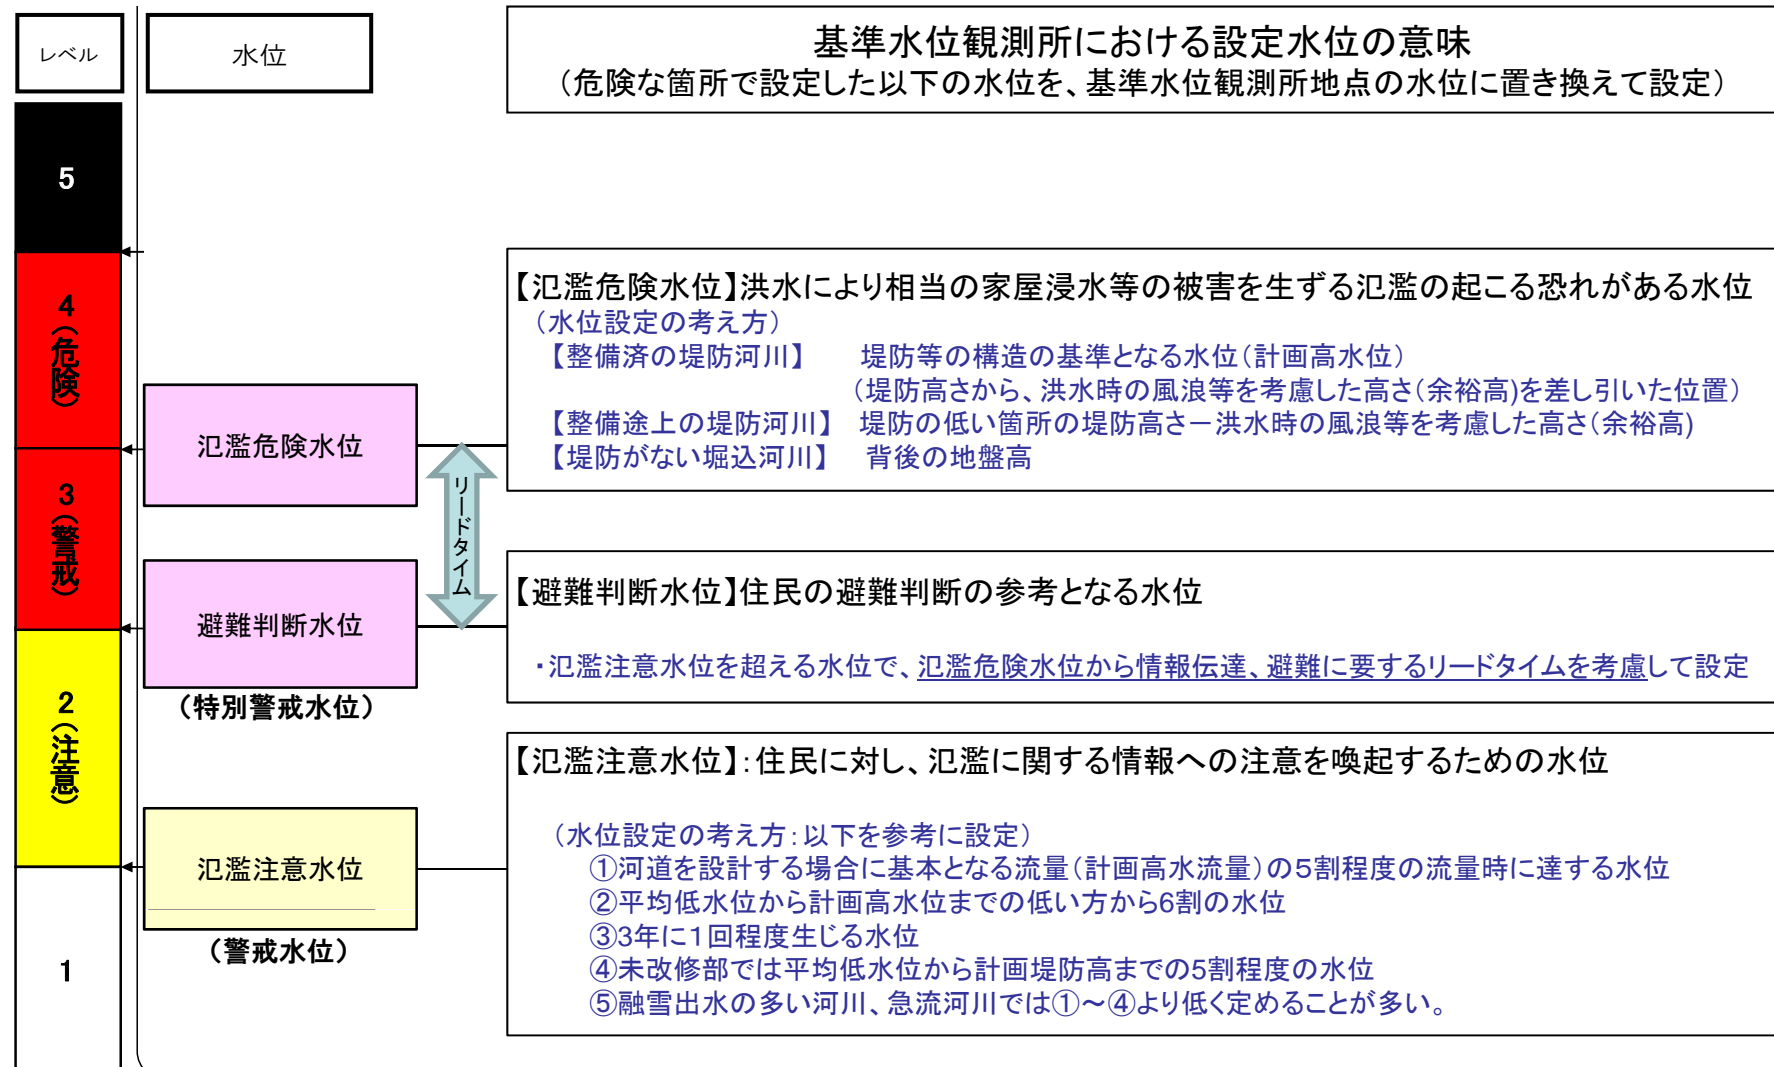 レベル
水位
基準水位観測所における設定水位の意味
（危険な箇所で設定した以下の水位を、基準水位観測所地点の水位に置き換えて設定）
5
4（危険）
3（警戒）
2（注意）
1
氾濫危険水位
リードタイム
避難判断水位
（特別警戒水位）
氾濫注意水位
（警戒水位）
【氾濫危険水位】洪水により相当の家屋浸水等の被害を生ずる氾濫の起こる恐れがある水位
（水位設定の考え方）
【整備済の堤防河川】　堤防等の構造の基準となる水位（計画高水位）
（堤防高さから、洪水時の風浪等を考慮した高さ（余裕高）を差し引いた位置）
【整備途上の堤防河川】　堤防の低い箇所の堤防高さ－洪水時の風浪等を考慮した高さ（余裕高）
【堤防がない堀込河川】　背後の地盤高
【避難判断水位】住民の避難判断の参考となる水位
・氾濫注意水位を超える水位で、氾濫危険水位から情報伝達、避難に要するリードタイムを考慮して設定
【氾濫注意水位】：住民に対し、氾濫に関する情報への注意を喚起するための水位
（水位設定の考え方：以下を参考に設定）
①河道を設計する場合に基本となる流量（計画高水流量）の５割程度の流量時に達する水位
②平均低水位から計画高水位までの低い方から6割の水位
③3年に１回程度生じる水位
④未改修部では平均低水位から計画堤防高までの5割程度の水位
⑤融雪出水の多い河川、急流河川では①～④より低く定めることが多い。